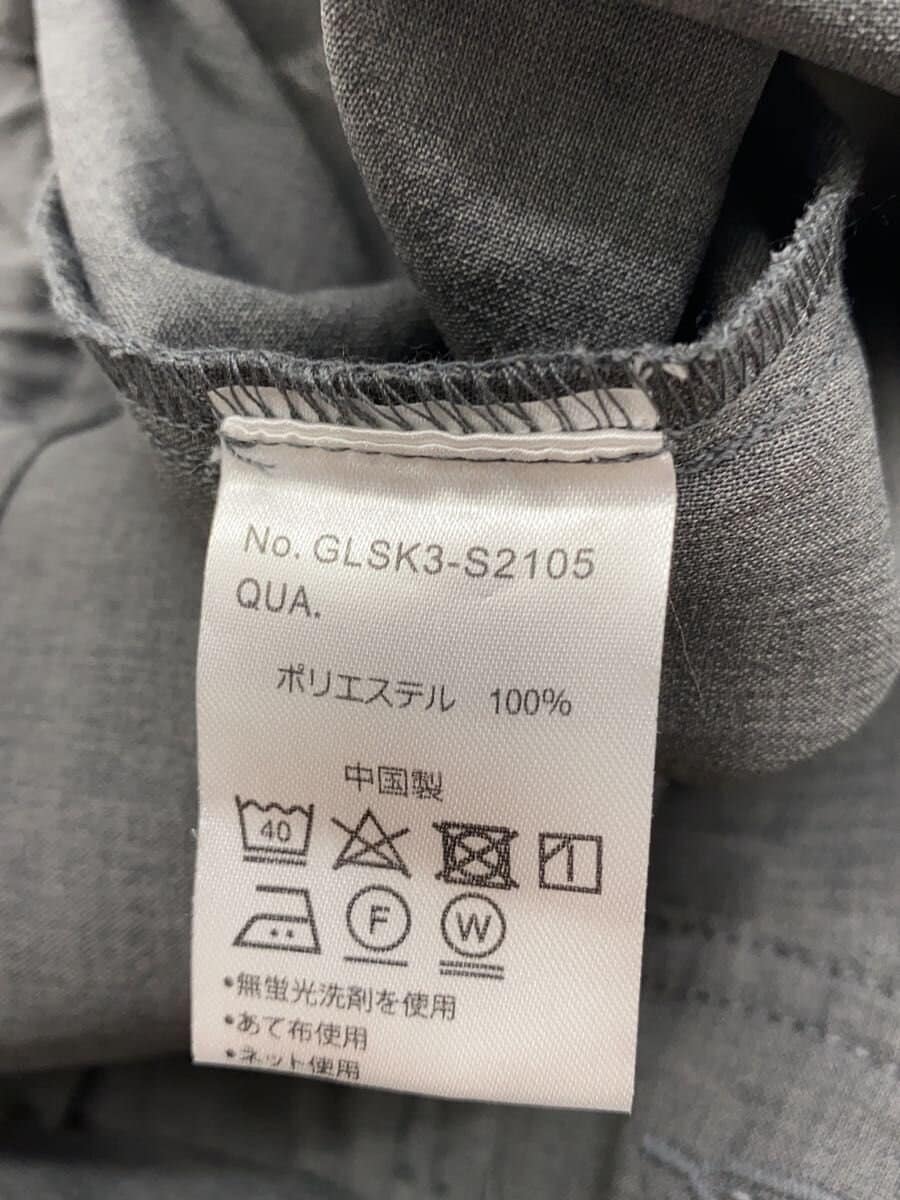 No. GLSK3-S2105
QUA.
ポリエステル 100%
中国製
40
F W
•無蛍光洗剤を使用
•あて布使用
•ネット使用